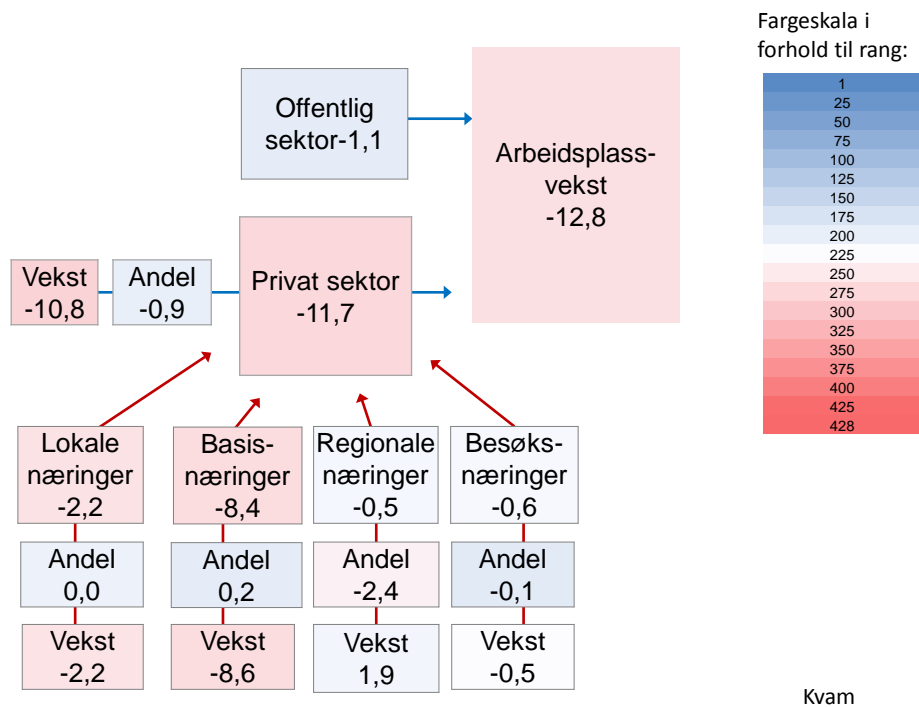 Fargeskala i
forhold til rang:
1
25
50
75
100
125
150
175
200
225
250
275
300
325
350
375
400
425
428
Offentlig
sektor-1,1
Arbeidsplass-
vekst
-12,8
Vekst
-10,8
Andel
-0,9
Privat sektor
-11,7
Lokale
næringer
-2,2
Basis-
næringer
-8,4
Regionale
næringer
-0,5
Besøks-
næringer
-0,6
Andel
0,0
Andel
0,2
Andel
-2,4
Andel
-0,1
Vekst
-2,2
Vekst
-8,6
Vekst
1,9
Vekst
-0,5
Kvam